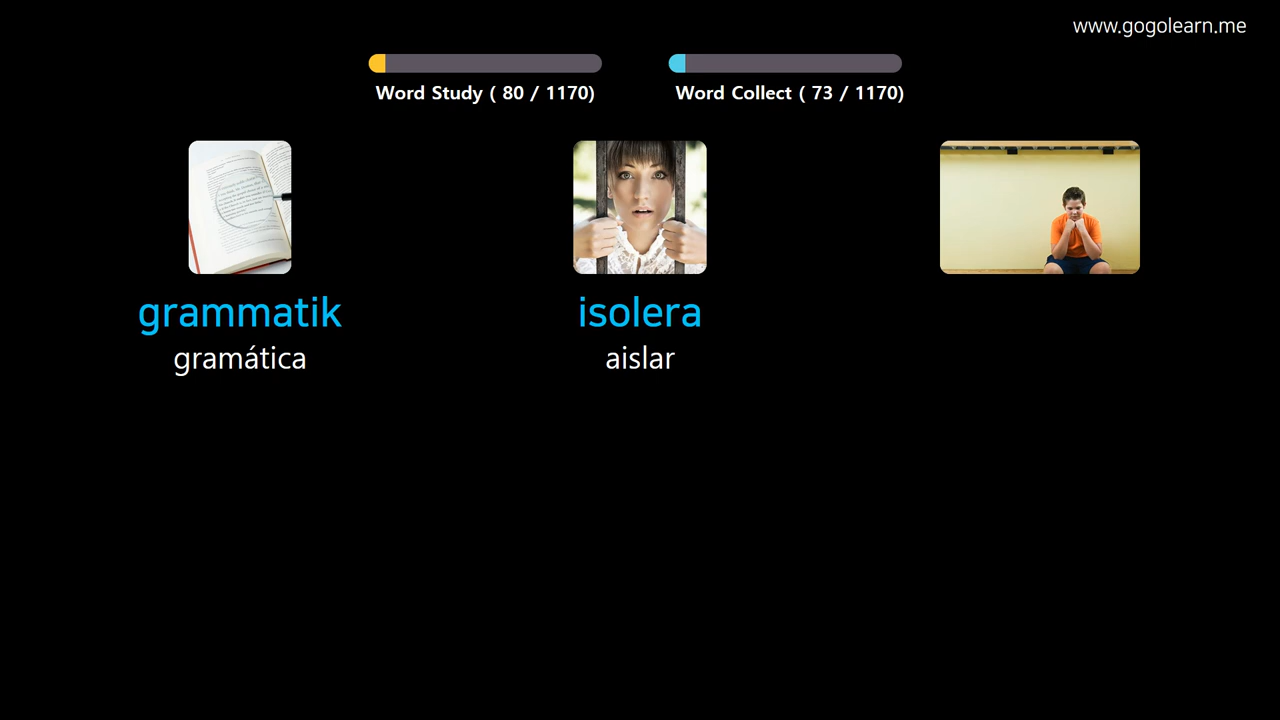 www.gogolearn.me
Word Study ( 80 / 1170)
Word Collect ( 73 / 1170)
grammatik
isolera
gramática
aislar